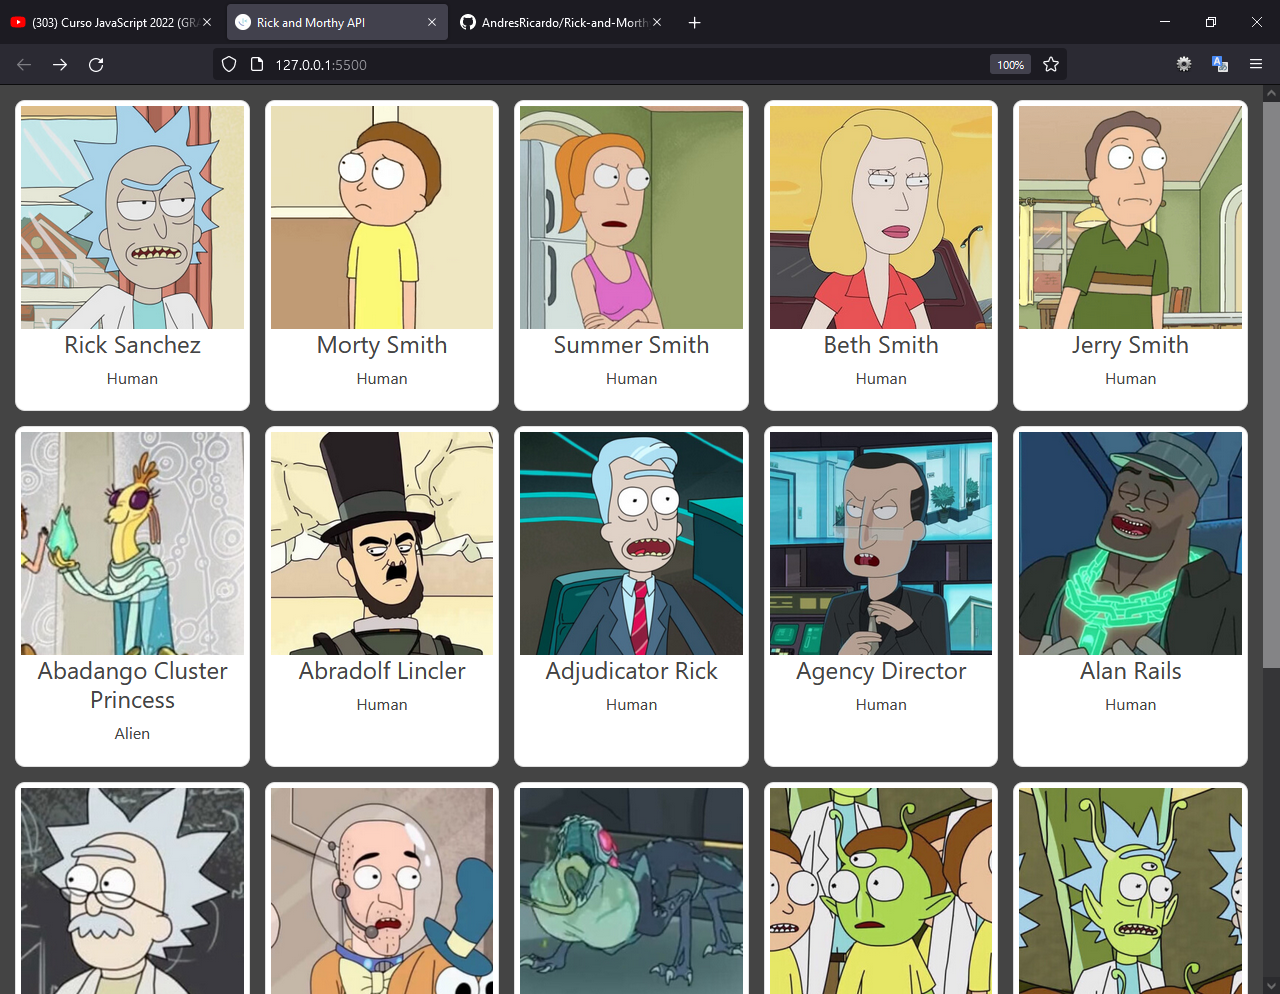 (303) Curso JavaScript 2022 (GRA
Rick and Morthy API
AndresRicardo/Rick-and-Morth
127.0.0.1:5500
100%
Rick Sanchez
Human
Morty Smith
Human
Summer Smith
Human
Beth Smith
Human
Jerry Smith
Human
Abadango Cluster
Princess
Alien
Abradolf Lincler
Human
Adjudicator Rick
Human
Agency Director
Human
Alan Rails
Human